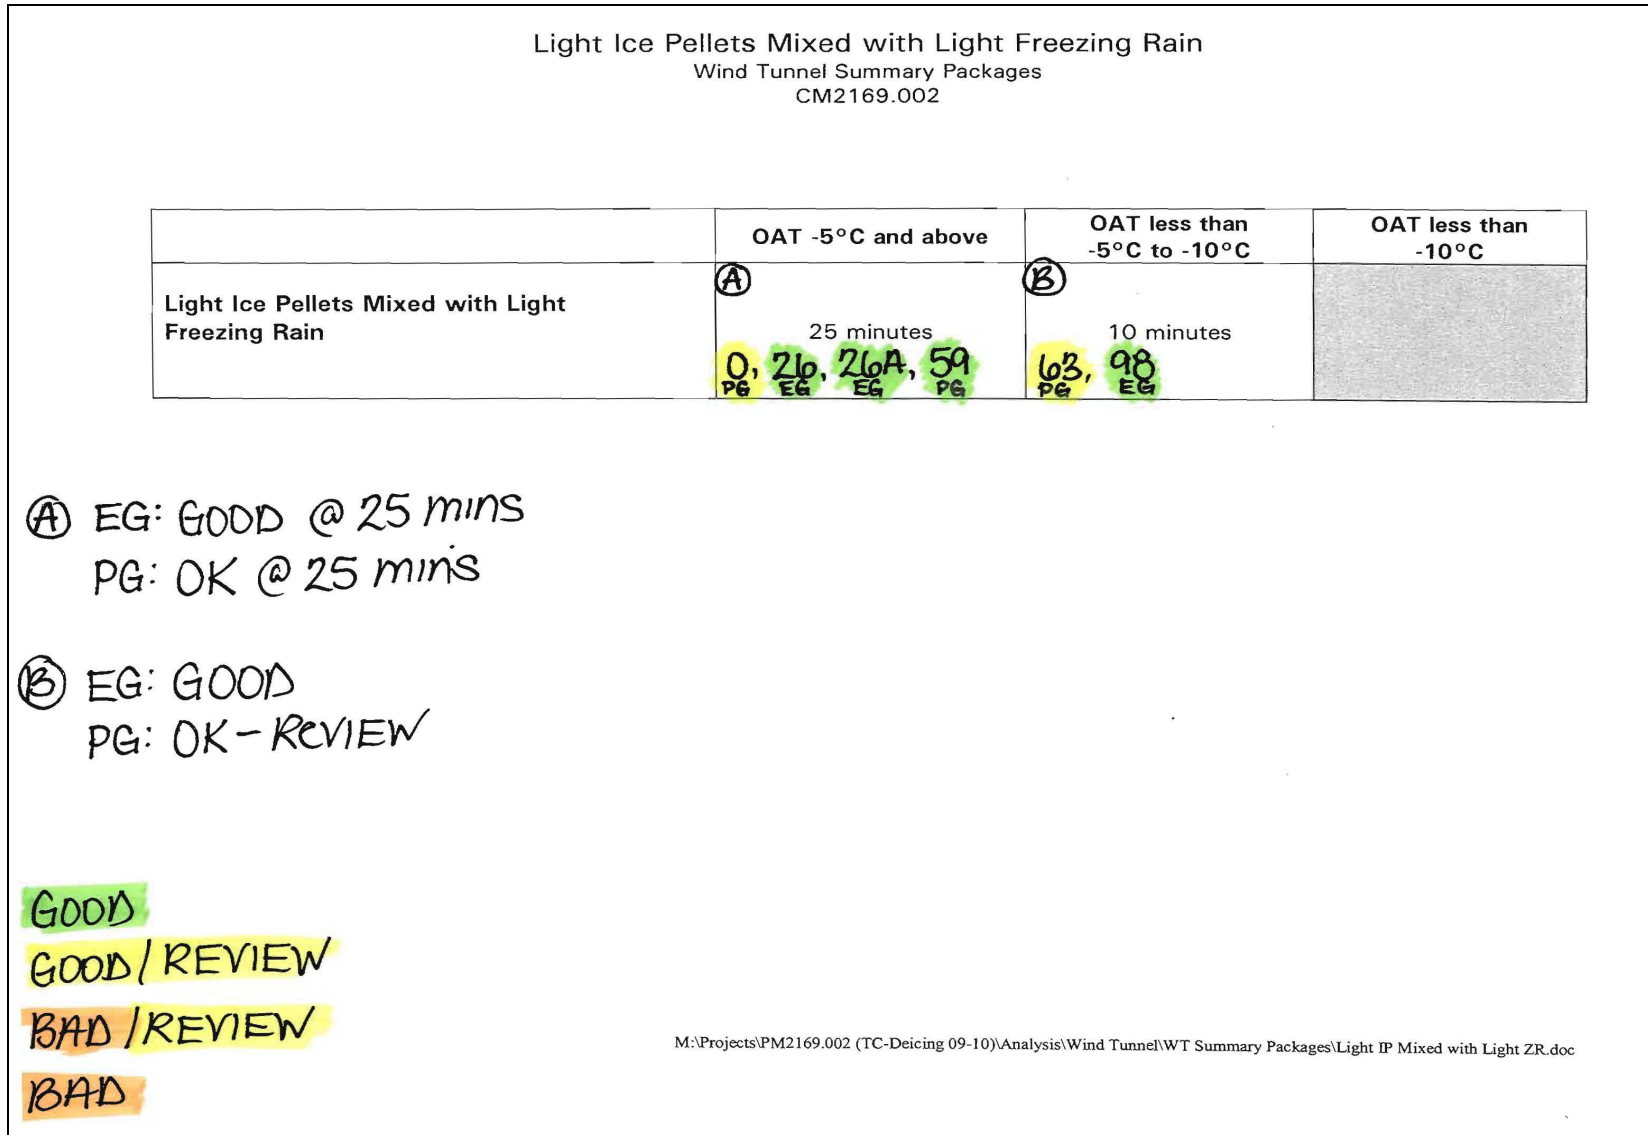 Light Ice Pellets Mixed with Light Freezing Rain
Wind Tunnel Summary Packages
CM2169.002
OAT -5°C and above
OAT less than
-5°C to -10°C
OAT less than
-10°C
Light Ice Pellets Mixed with Light
Freezing Rain
A
25 minutes
0, 26, 26A, 59
PG EG EG PG
B
10 minutes
63, 98
PG EG
A EG: GOOD @ 25 mins
PG: OK @ 25 mins
B EG: GOOD
PG: OK - REVIEW
GOOD
GOOD / REVIEW
BAD / REVIEW
BAD
M:\Projects\PM2169.002 (TC-Deicing 09-10)\Analysis\Wind Tunnel\WT Summary Packages\Light IP Mixed with Light ZR.doc